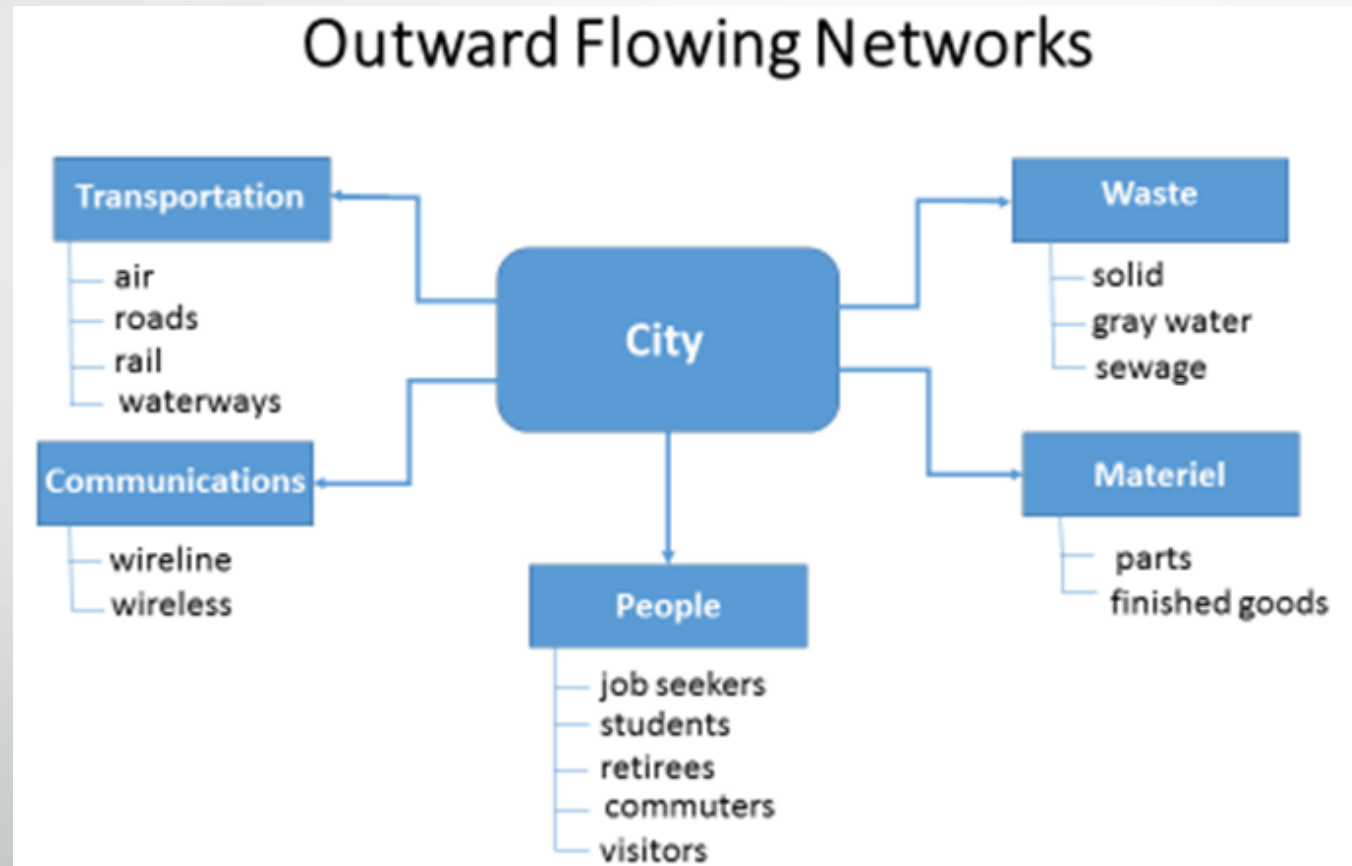 Outward Flowing Networks
Transportation
air
roads
rail
waterways
Communications
wireline
wireless
City
People
job seekers
students
retirees
commuters
visitors
Waste
solid
gray water
sewage
Materiel
parts
finished goods